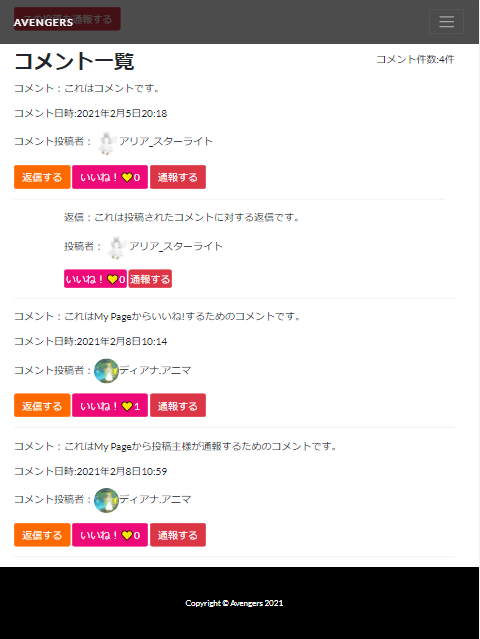 AVENGERS
コメント一覧
コメント件数:4件
コメント：これはコメントです。
コメント日時:2021年2月5日20:18
コメント投稿者： アリア_スターライト
返信する いいね！0 通報する
返信：これは投稿されたコメントに対する返信です。
投稿者： アリア_スターライト
いいね！0 通報する
コメント：これはMy Pageからいいね!するためのコメントです。
コメント日時:2021年2月8日10:14
コメント投稿者：ディアナ.アニマ
返信する いいね！1 通報する
コメント：これはMy Pageから投稿主様が通報するためのコメントです。
コメント日時:2021年2月8日10:59
コメント投稿者：ディアナ.アニマ
返信する いいね！0 通報する
Copyright © Avengers 2021